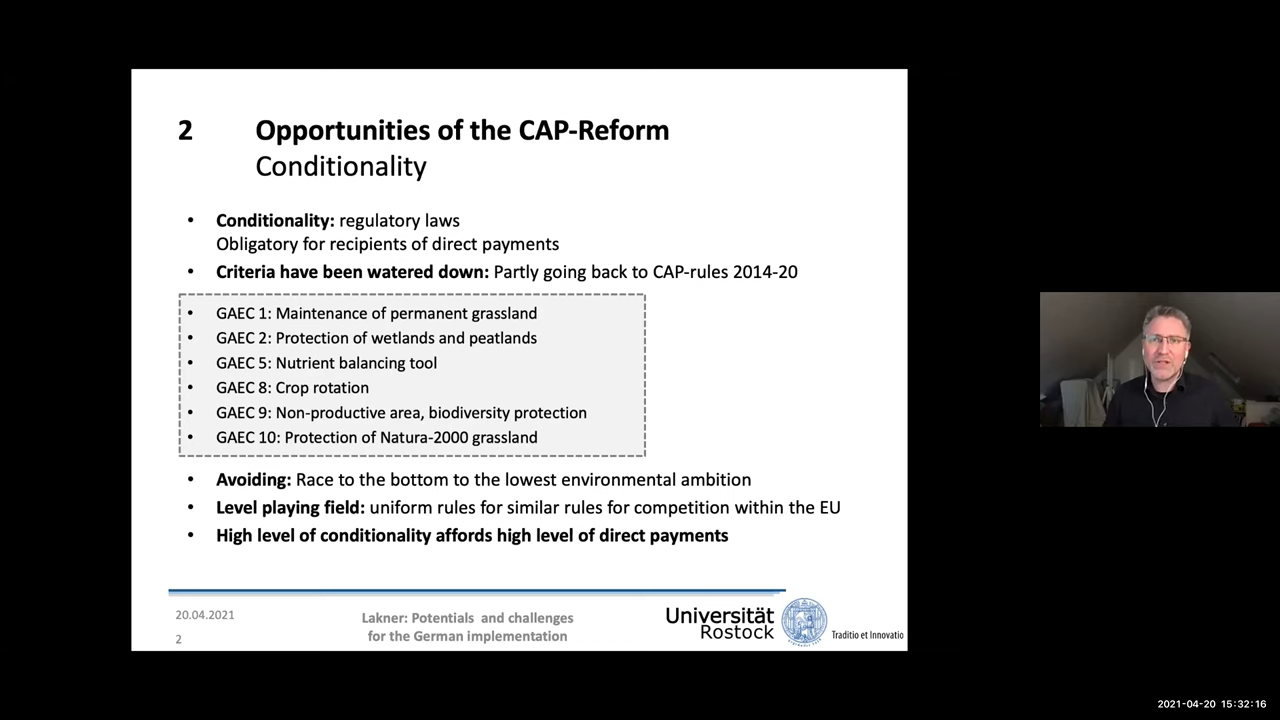 2 Opportunities of the CAP-Reform
Conditionality
• Conditionality: regulatory laws
Obligatory for recipients of direct payments
• Criteria have been watered down: Partly going back to CAP-rules 2014-20
• GAEC 1: Maintenance of permanent grassland
• GAEC 2: Protection of wetlands and peatlands
• GAEC 5: Nutrient balancing tool
• GAEC 8: Crop rotation
• GAEC 9: Non-productive area, biodiversity protection
• GAEC 10: Protection of Natura-2000 grassland
• Avoiding: Race to the bottom to the lowest environmental ambition
• Level playing field: uniform rules for similar rules for competition within the EU
• High level of conditionality affords high level of direct payments
20.04.2021
2
Lakner: Potentials and challenges
for the German implementation
Universität
Rostock
Traditio et Innovatio
2021-04-20 15:32:16